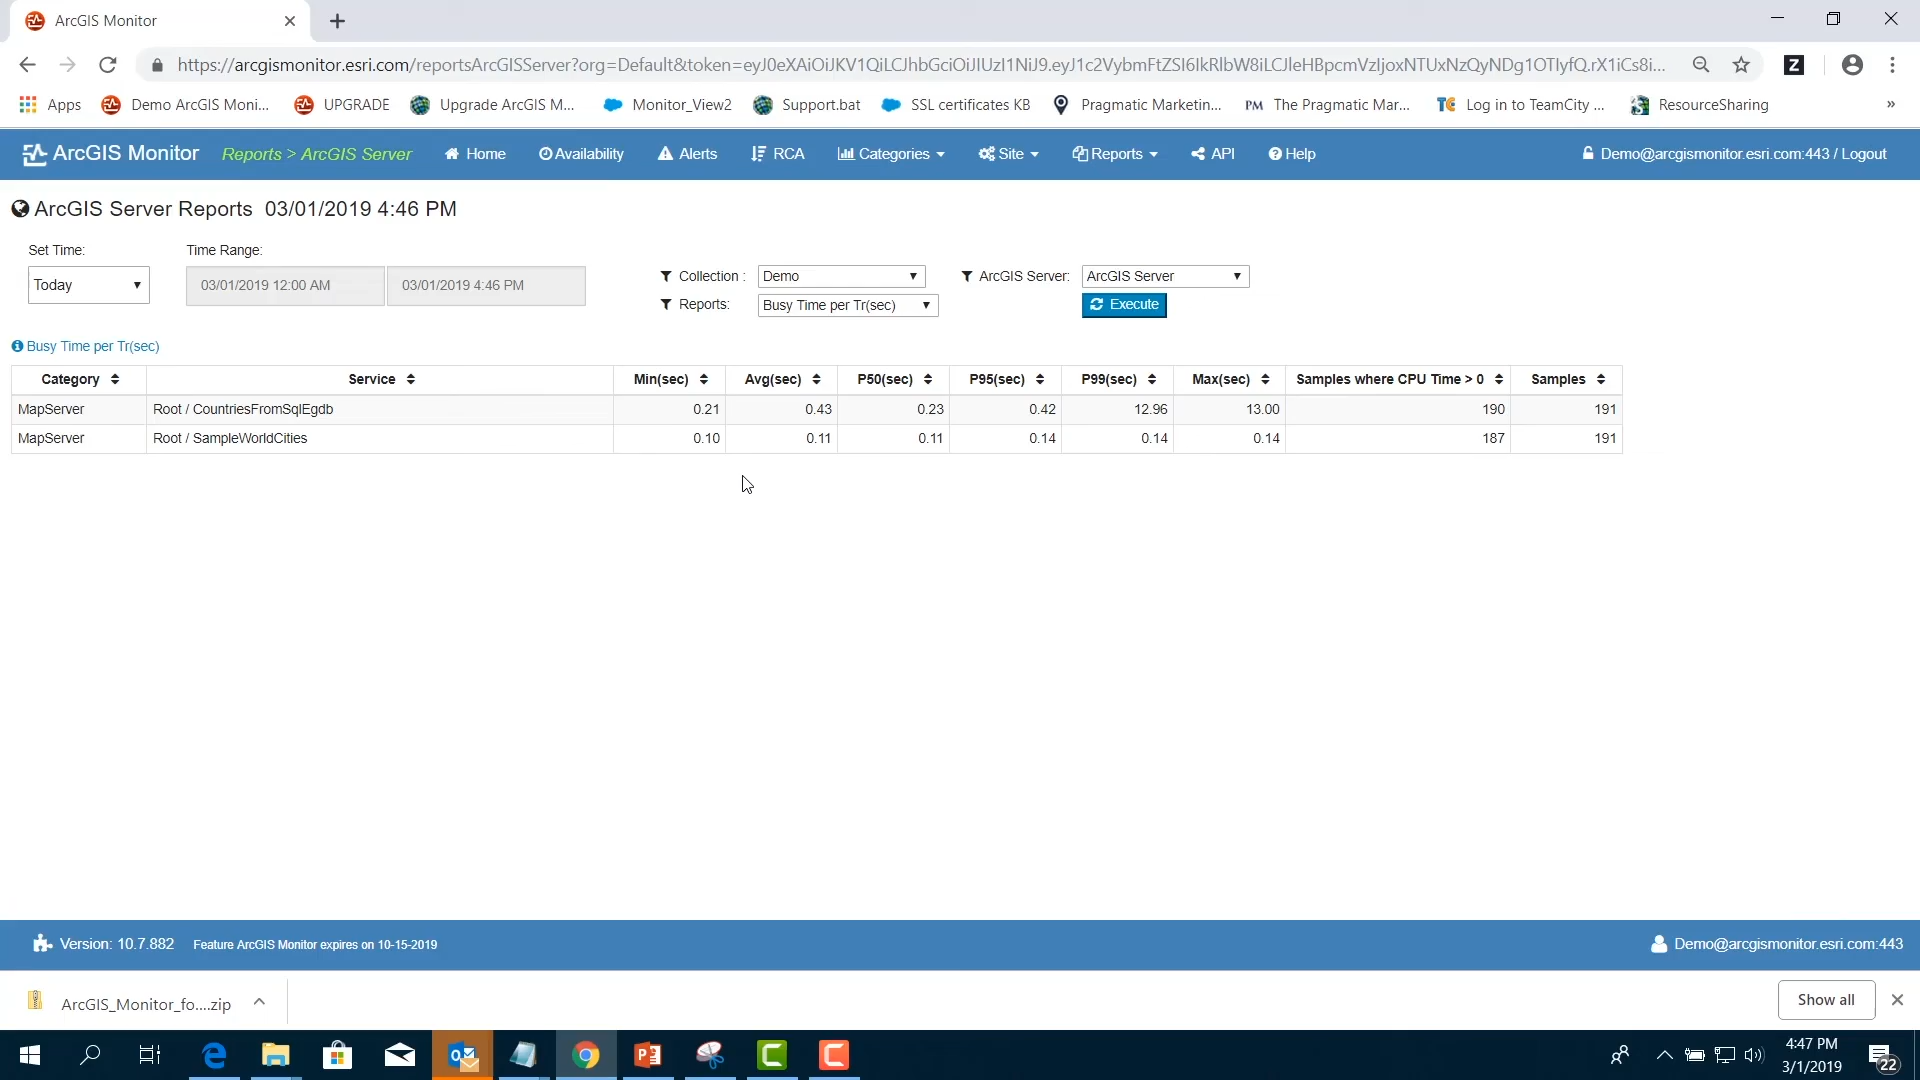 ArcGIS Monitor
https://arcgismonitor.esri.com/reportsArcGISServer?org=Default&token=eyJ0eXAiOiJKV1QiLCJhbGciOiJIUzI1NiJ9.eyJ1c2VybmFtZSI6IkRlbW8iLCJleHBpcmVzIjoxNTUxNzQyNDg1OTIyfQ.rX1iCs8i...
Apps Demo ArcGIS Moni... UPGRADE Upgrade ArcGIS M... Monitor_View2 Support.bat SSL certificates KB Pragmatic Marketin... PM The Pragmatic Mar... TC Log in to TeamCity ... ResourceSharing »
ArcGIS Monitor Reports > ArcGIS Server Home Availability Alerts RCA Categories Site Reports API Help Demo@arcgismonitor.esri.com:443 / Logout
ArcGIS Server Reports 03/01/2019 4:46 PM
Set Time: Time Range:
Today 03/01/2019 12:00 AM 03/01/2019 4:46 PM
Collection : Demo ArcGIS Server: ArcGIS Server
Reports: Busy Time per Tr(sec) Execute
Busy Time per Tr(sec)
Category Service Min(sec) Avg(sec) P50(sec) P95(sec) P99(sec) Max(sec) Samples where CPU Time > 0 Samples
MapServer Root / CountriesFromSqlEgdb 0.21 0.43 0.23 0.42 12.96 13.00 190 191
MapServer Root / SampleWorldCities 0.10 0.11 0.11 0.14 0.14 0.14 187 191
Version: 10.7.882 Feature ArcGIS Monitor expires on 10-15-2019 Demo@arcgismonitor.esri.com:443
ArcGIS_Monitor_fo....zip Show all
4:47 PM
3/1/2019
22